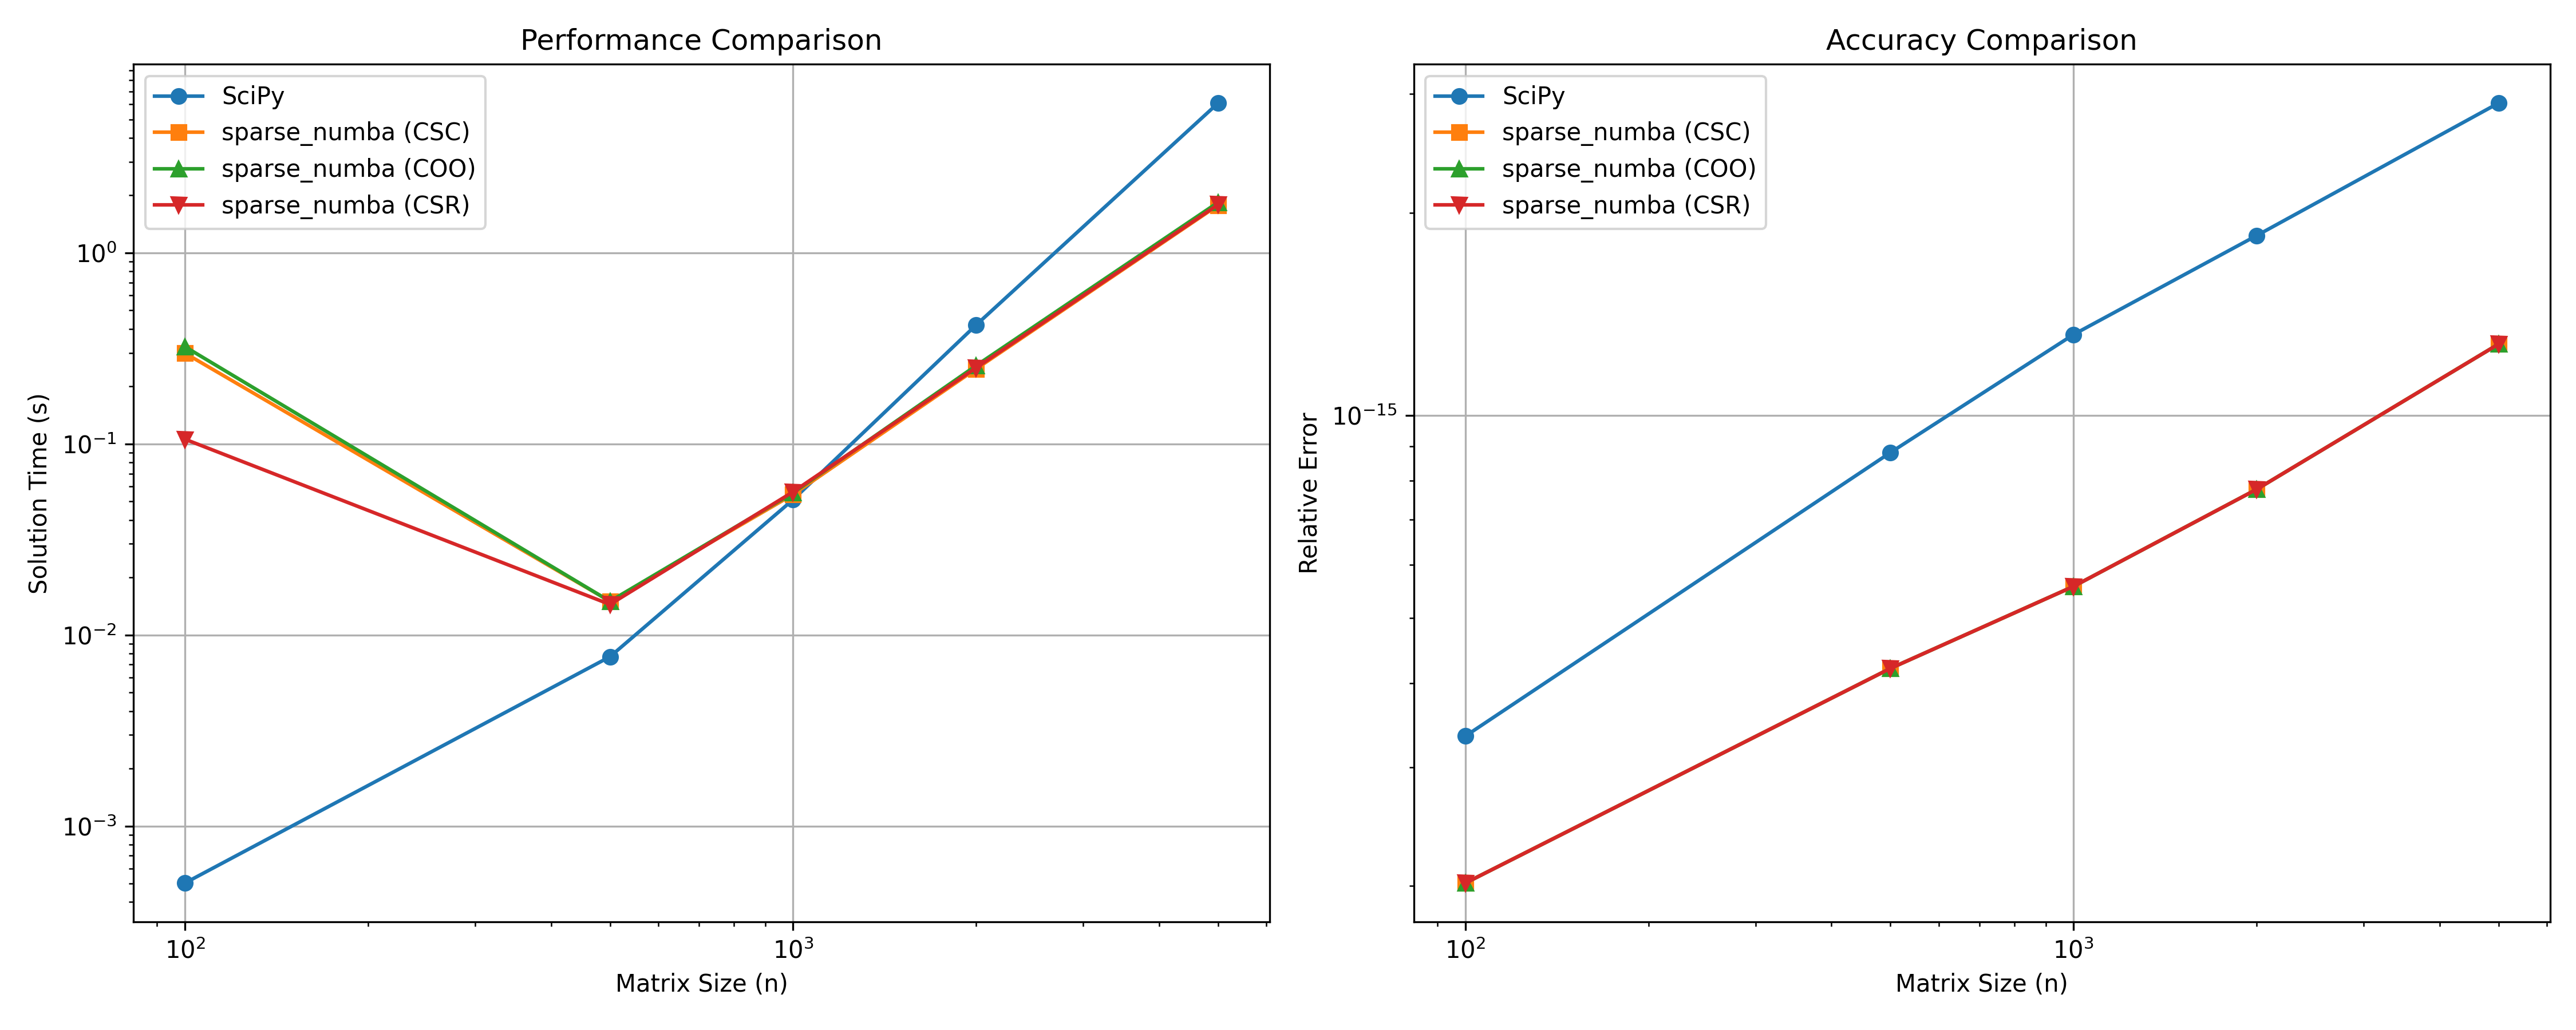 Performance Comparison
SciPy
sparse_numba (CSC)
sparse_numba (COO)
sparse_numba (CSR)
10⁰
10⁻¹
10⁻²
10⁻³
Solution Time (s)
10² 10³
Matrix Size (n)
Accuracy Comparison
SciPy
sparse_numba (CSC)
sparse_numba (COO)
sparse_numba (CSR)
10⁻¹⁵
Relative Error
10² 10³
Matrix Size (n)